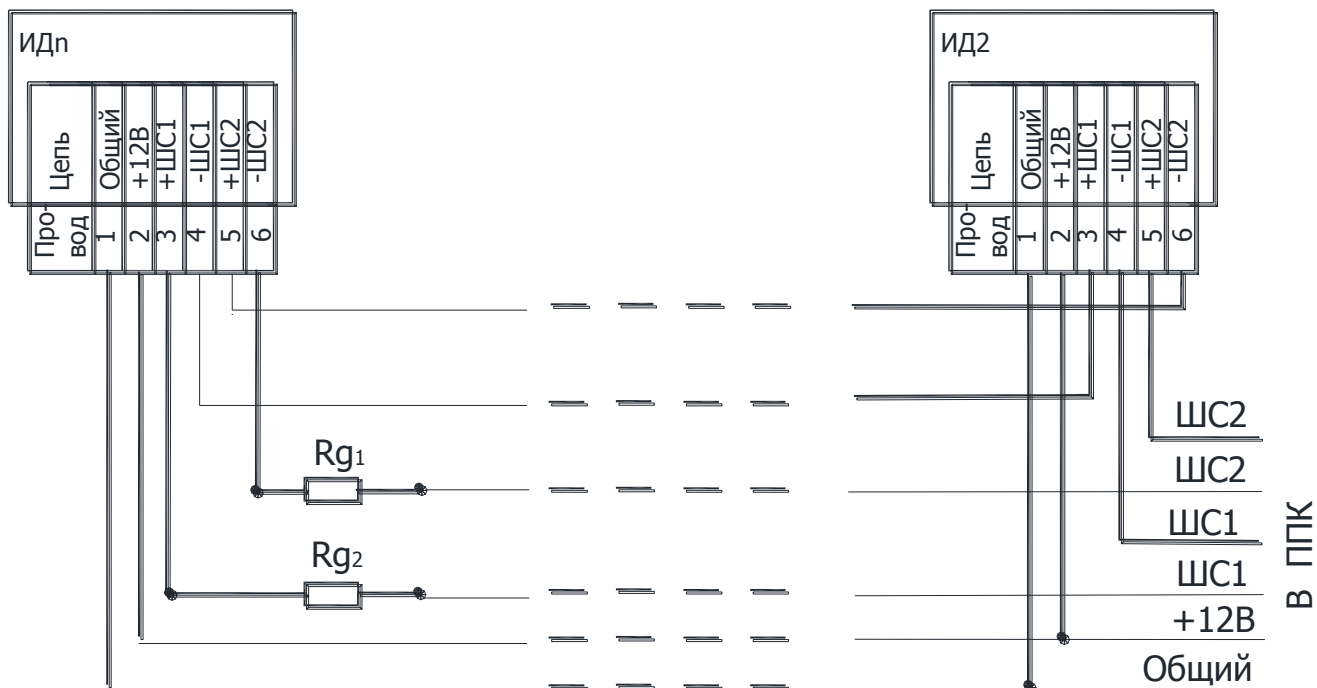 ИДn
Цепь
Общий
+12В
+ШС1
-ШС1
+ШС2
-ШС2
Про-
вод
1
2
3
4
5
6
ИД2
Цепь
Общий
+12В
+ШС1
-ШС1
+ШС2
-ШС2
Про-
вод
1
2
3
4
5
6
Rg1
Rg2
ШС2
ШС2
ШС1
ШС1
+12В
Общий
В ППК